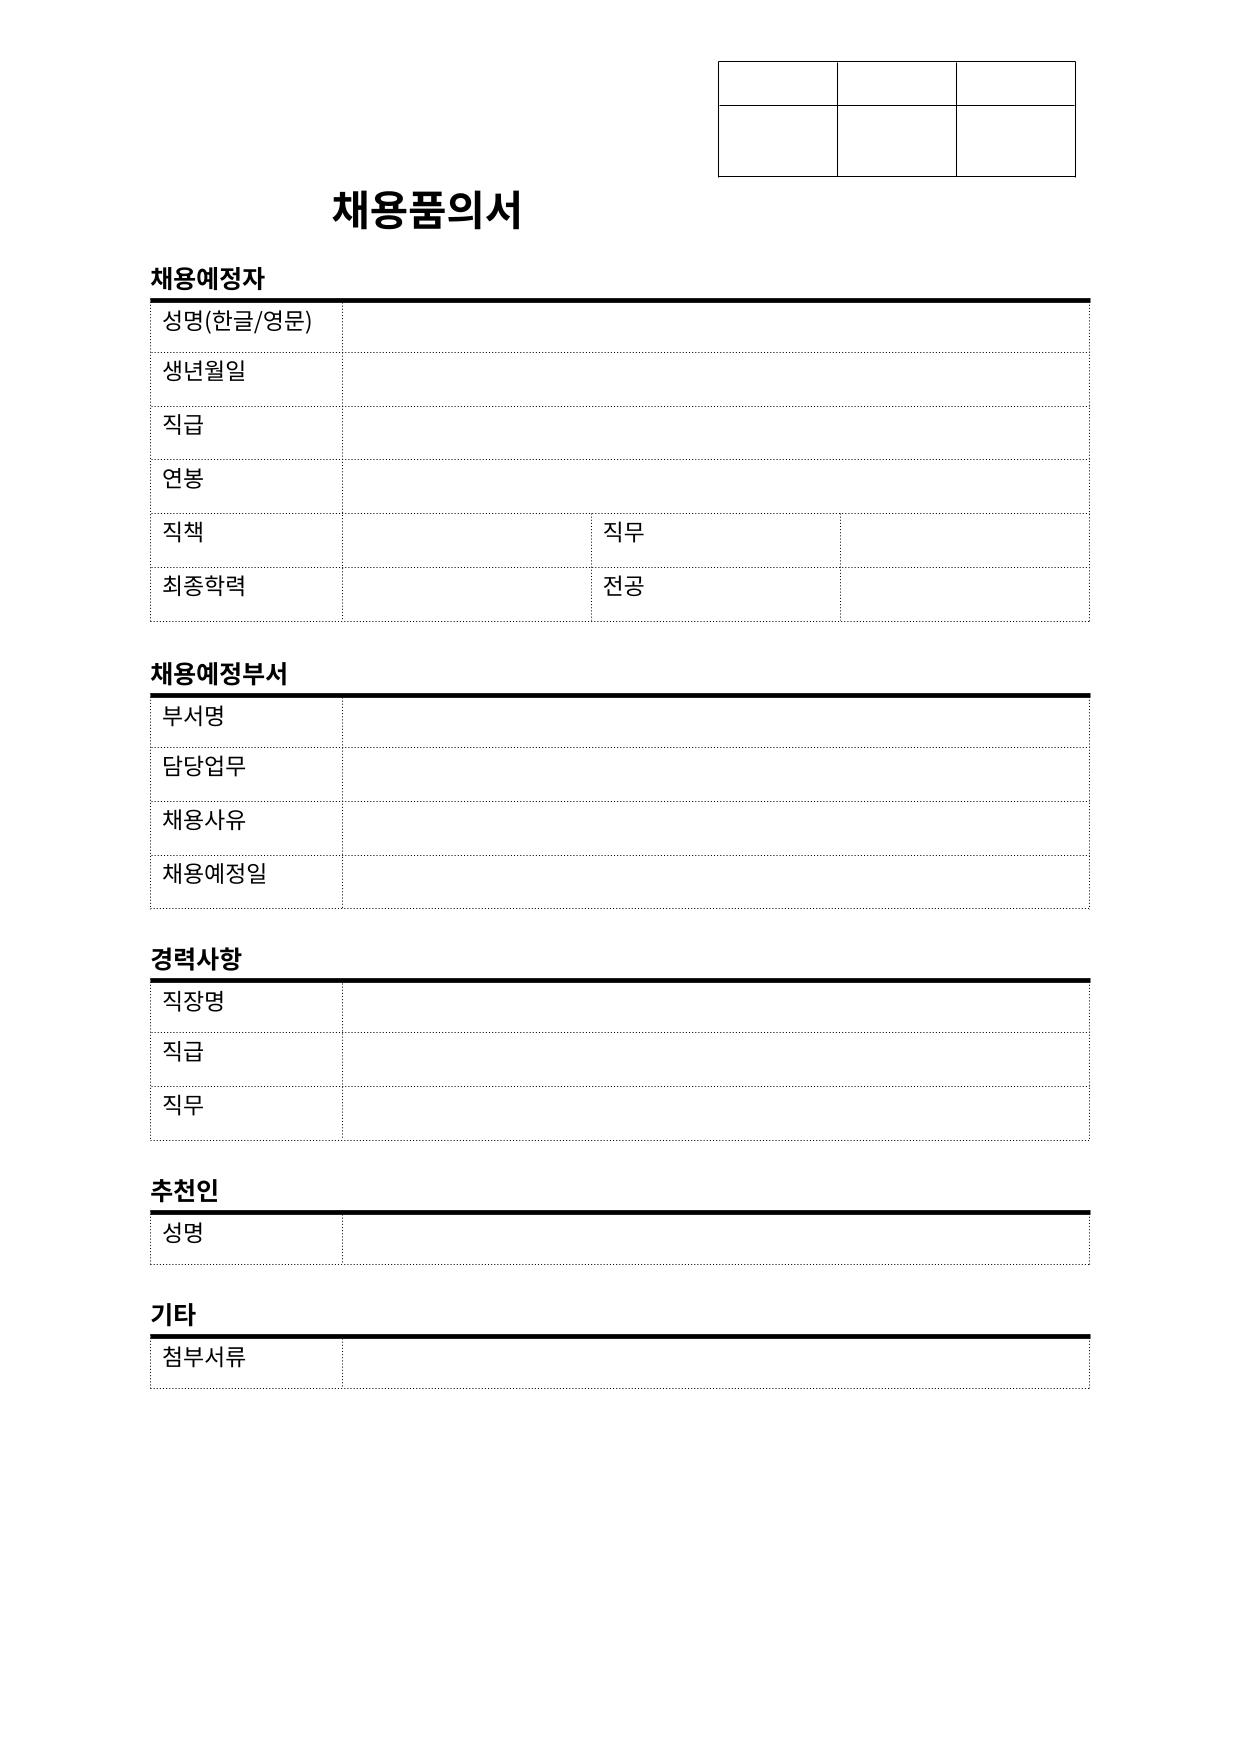 채용품의서
채용예정자
성명(한글/영문)
생년월일
직급
연봉
직책 직무
최종학력 전공
채용예정부서
부서명
담당업무
채용사유
채용예정일
경력사항
직장명
직급
직무
추천인
성명
기타
첨부서류